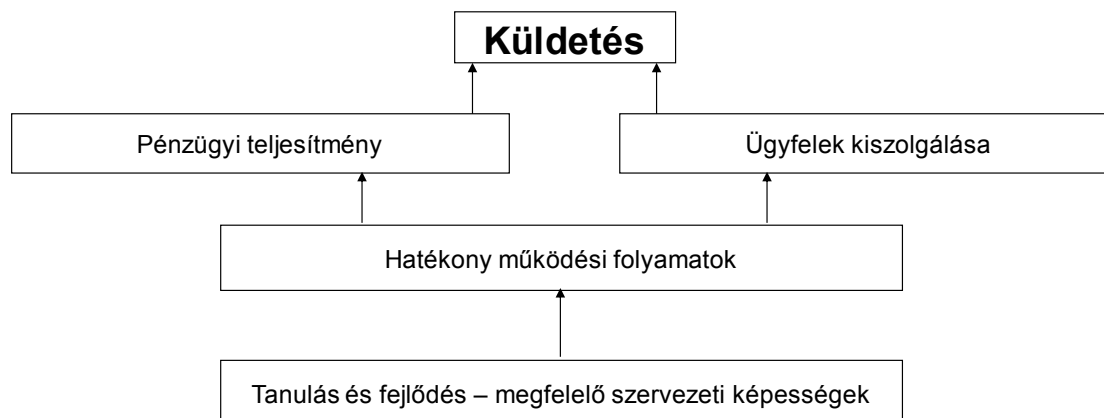 Küldetés
Pénzügyi teljesítmény
Ügyfelek kiszolgálása
Hatékony működési folyamatok
Tanulás és fejlődés – megfelelő szervezeti képességek